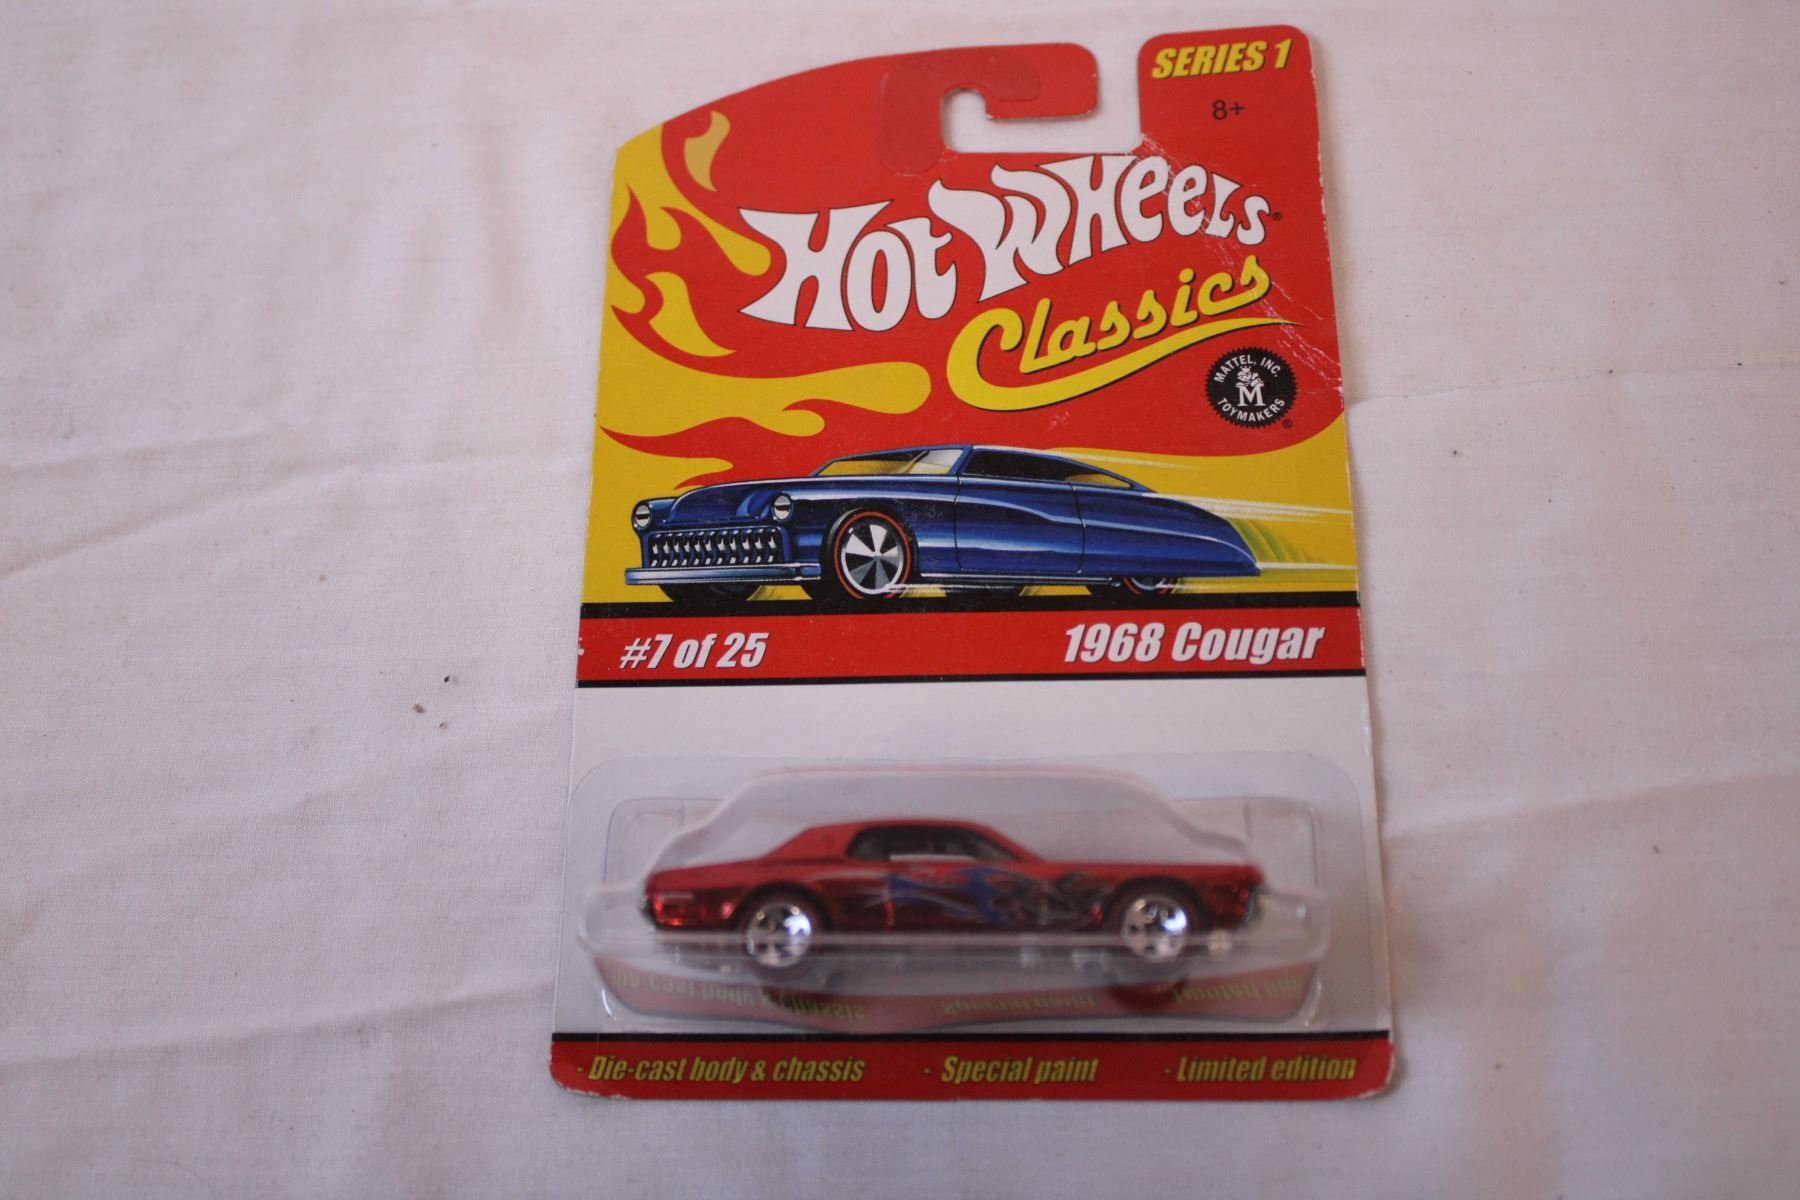 SERIES 1
8+
Hot Wheels®
Classics
MATTEL, INC.
M
TOYMAKERS®
#7 of 25
1968 Cougar
- Die-cast body & chassis - Special paint - Limited edition